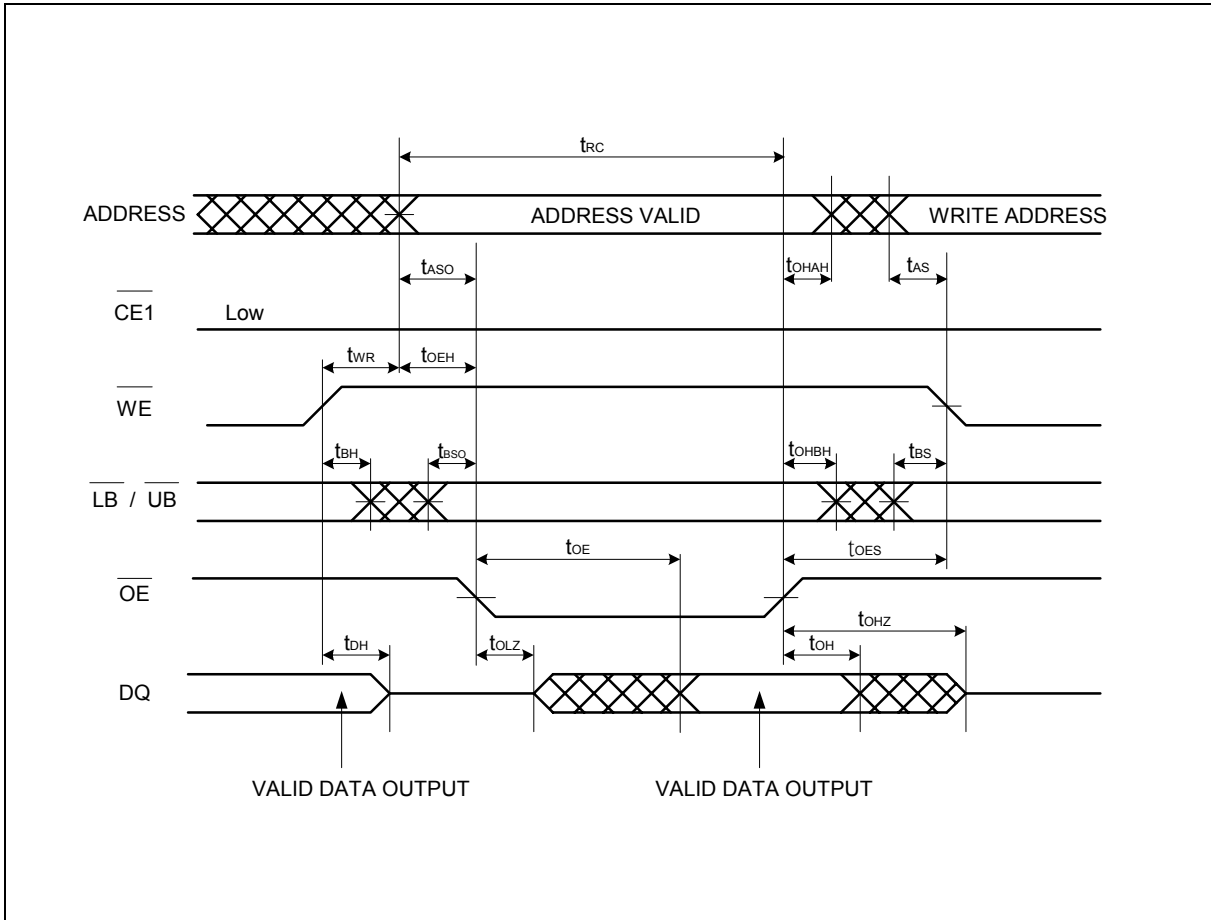 tRC
ADDRESS
ADDRESS VALID
WRITE ADDRESS
tASO
tOHAH
tAS
CE1
Low
tWR
tOEH
WE
tBH
tBSO
tOHBH
tBS
LB / UB
tOE
tOES
OE
tOHZ
tDH
tOLZ
tOH
DQ
VALID DATA OUTPUT
VALID DATA OUTPUT